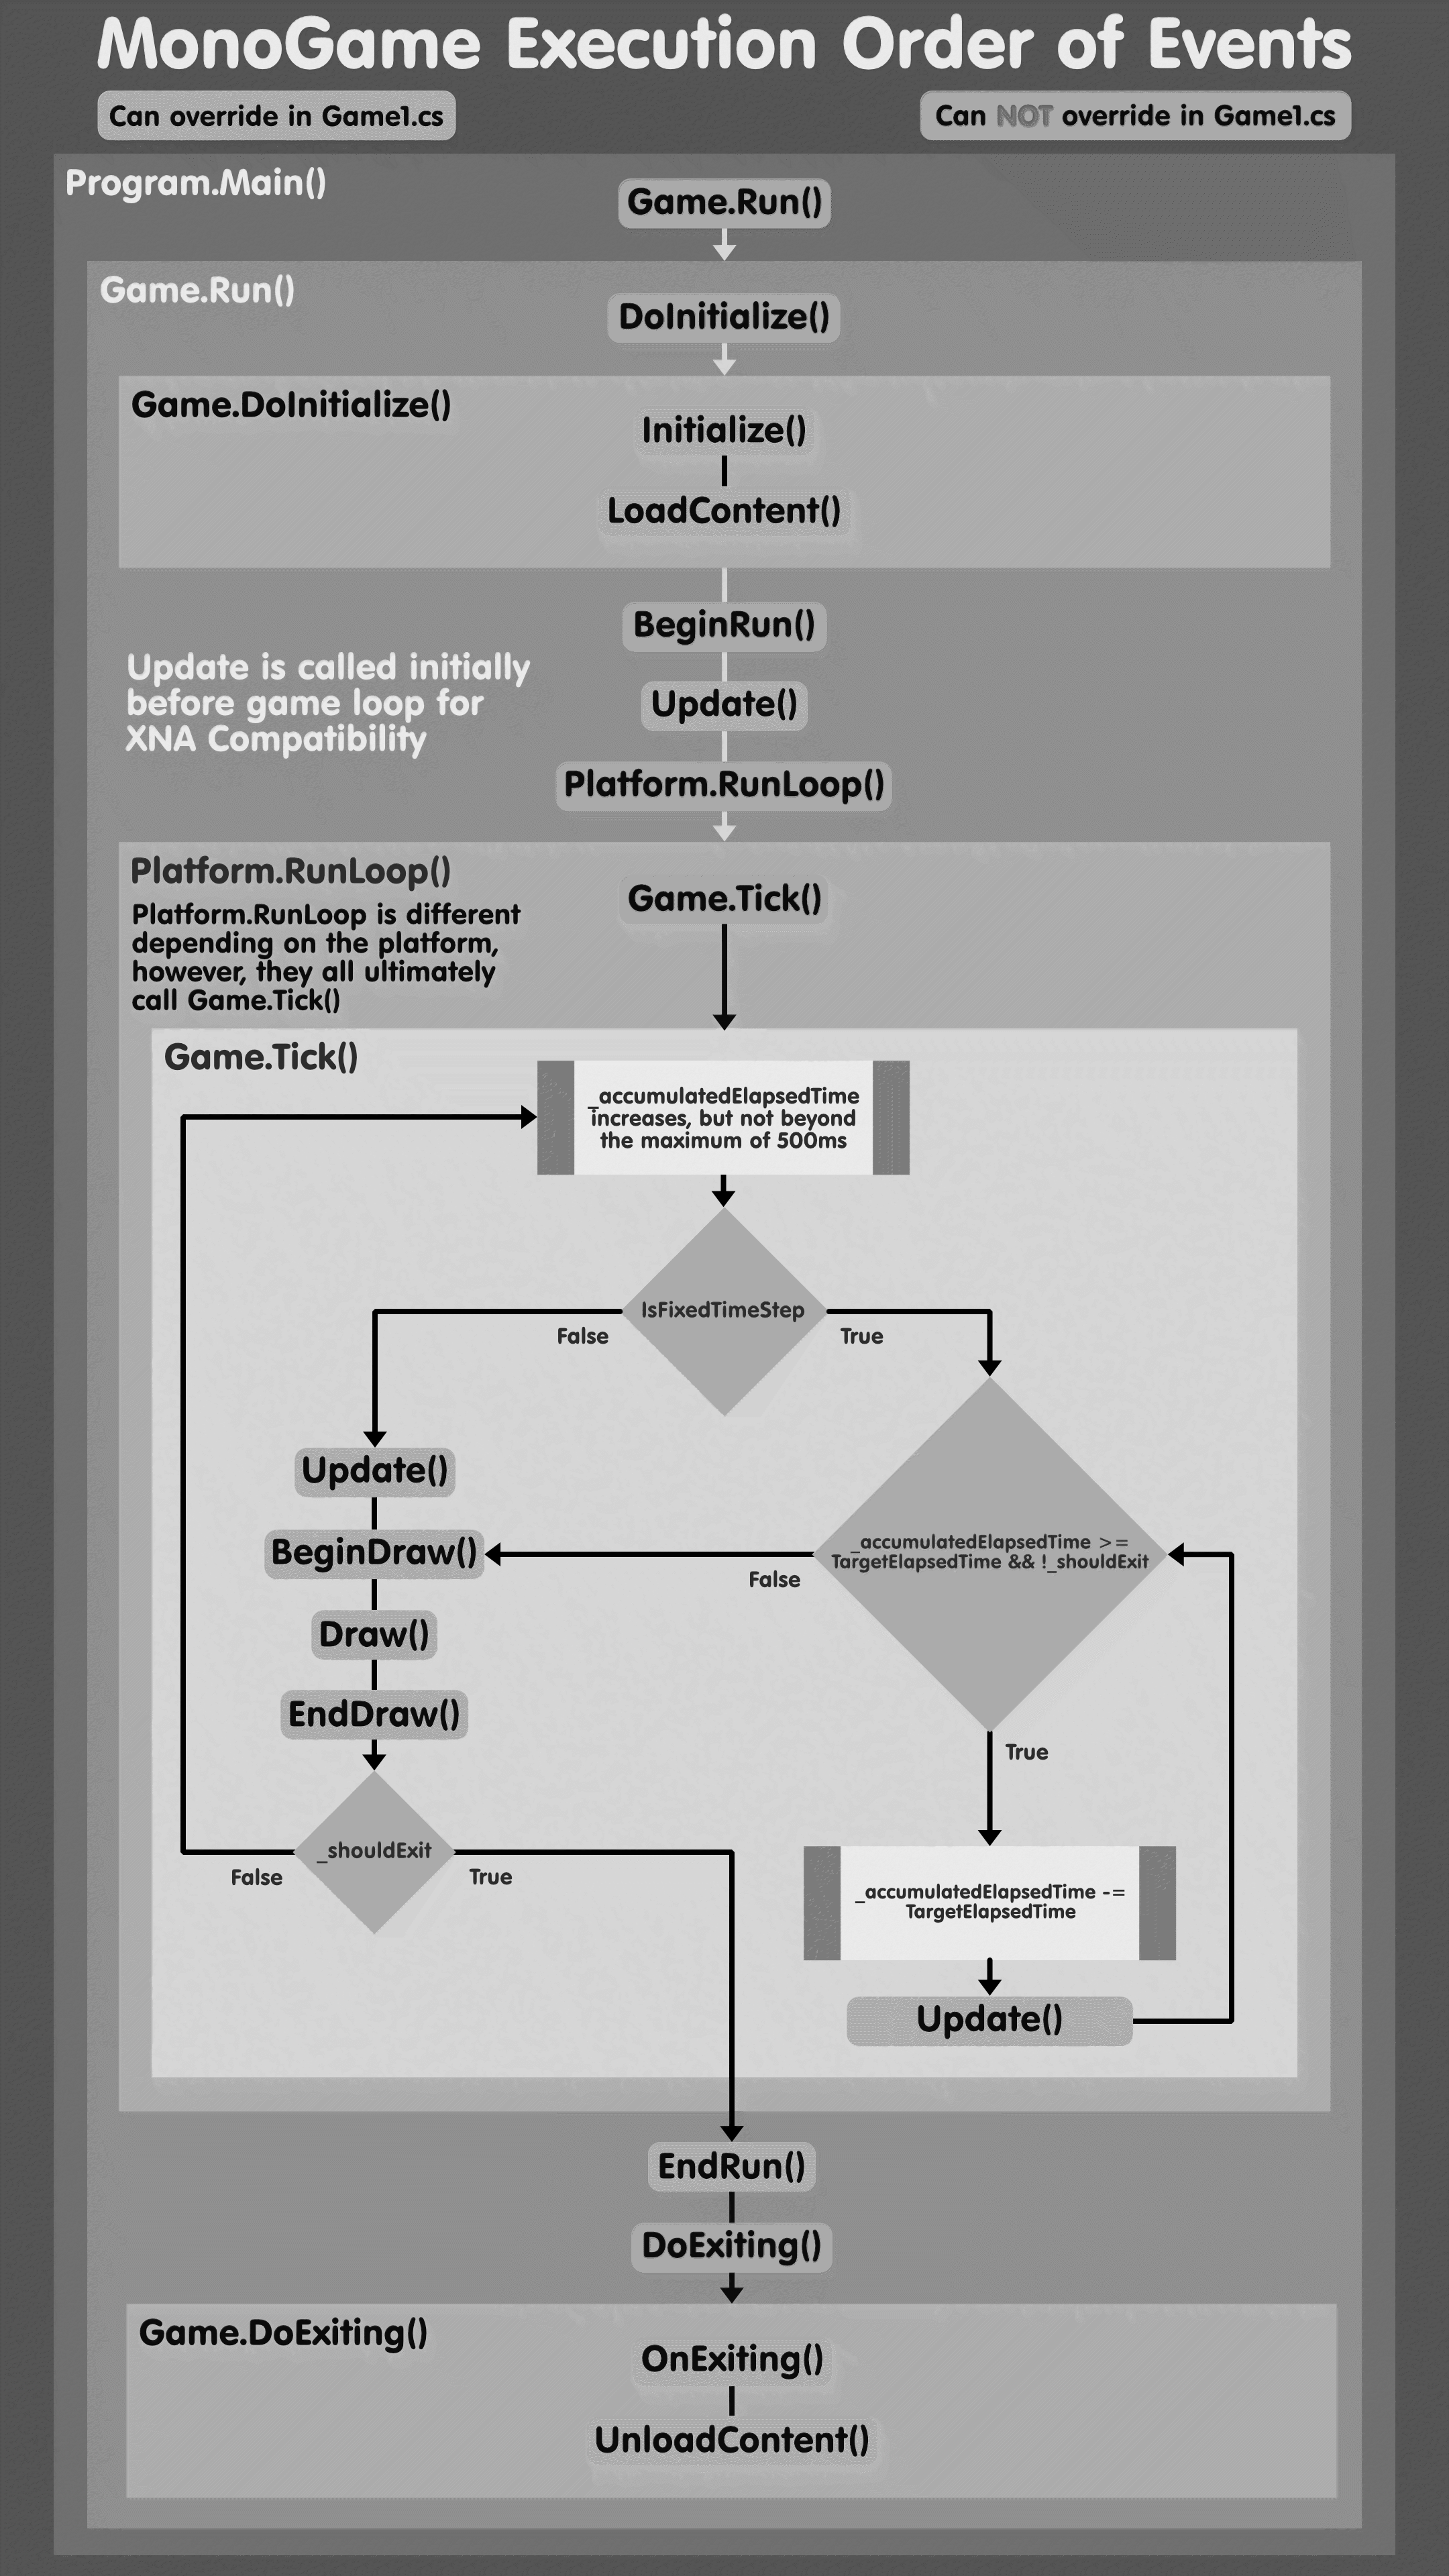 MonoGame Execution Order of Events
Can override in Game1.cs
Can NOT override in Game1.cs
Program.Main()
Game.Run()
Game.Run()
DoInitialize()
Game.DoInitialize()
Initialize()
LoadContent()
BeginRun()
Update is called initially
before game loop for
XNA Compatibility
Update()
Platform.RunLoop()
Platform.RunLoop()
Platform.RunLoop is different
depending on the platform,
however, they all ultimately
call Game.Tick()
Game.Tick()
Game.Tick()
_accumulatedElapsedTime
increases, but not beyond
the maximum of 500ms
IsFixedTimeStep
False
True
Update()
BeginDraw()
_accumulatedElapsedTime >=
TargetElapsedTime && !_shouldExit
False
Draw()
EndDraw()
True
_shouldExit
False
True
_accumulatedElapsedTime -=
TargetElapsedTime
Update()
EndRun()
DoExiting()
Game.DoExiting()
OnExiting()
UnloadContent()